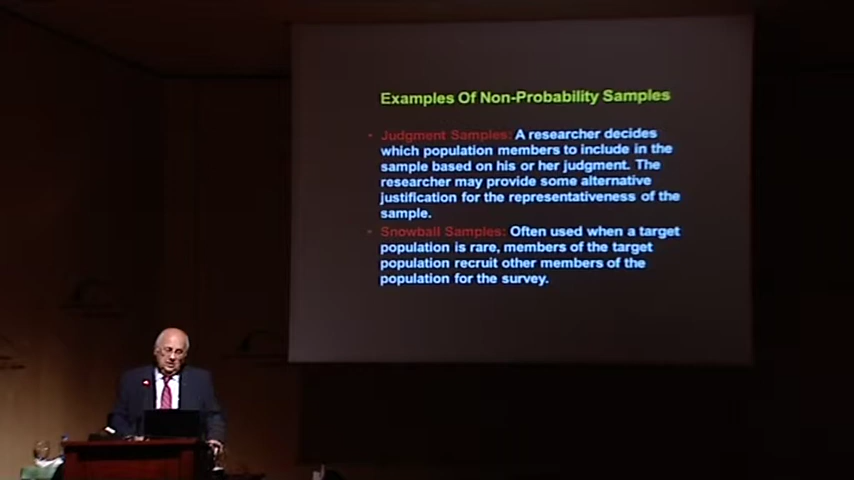 Examples Of Non-Probability Samples
• Judgment Samples: A researcher decides
which population members to include in the
sample based on his or her judgment. The
researcher may provide some alternative
justification for the representativeness of the
sample.
• Snowball Samples: Often used when a target
population is rare, members of the target
population recruit other members of the
population for the survey.